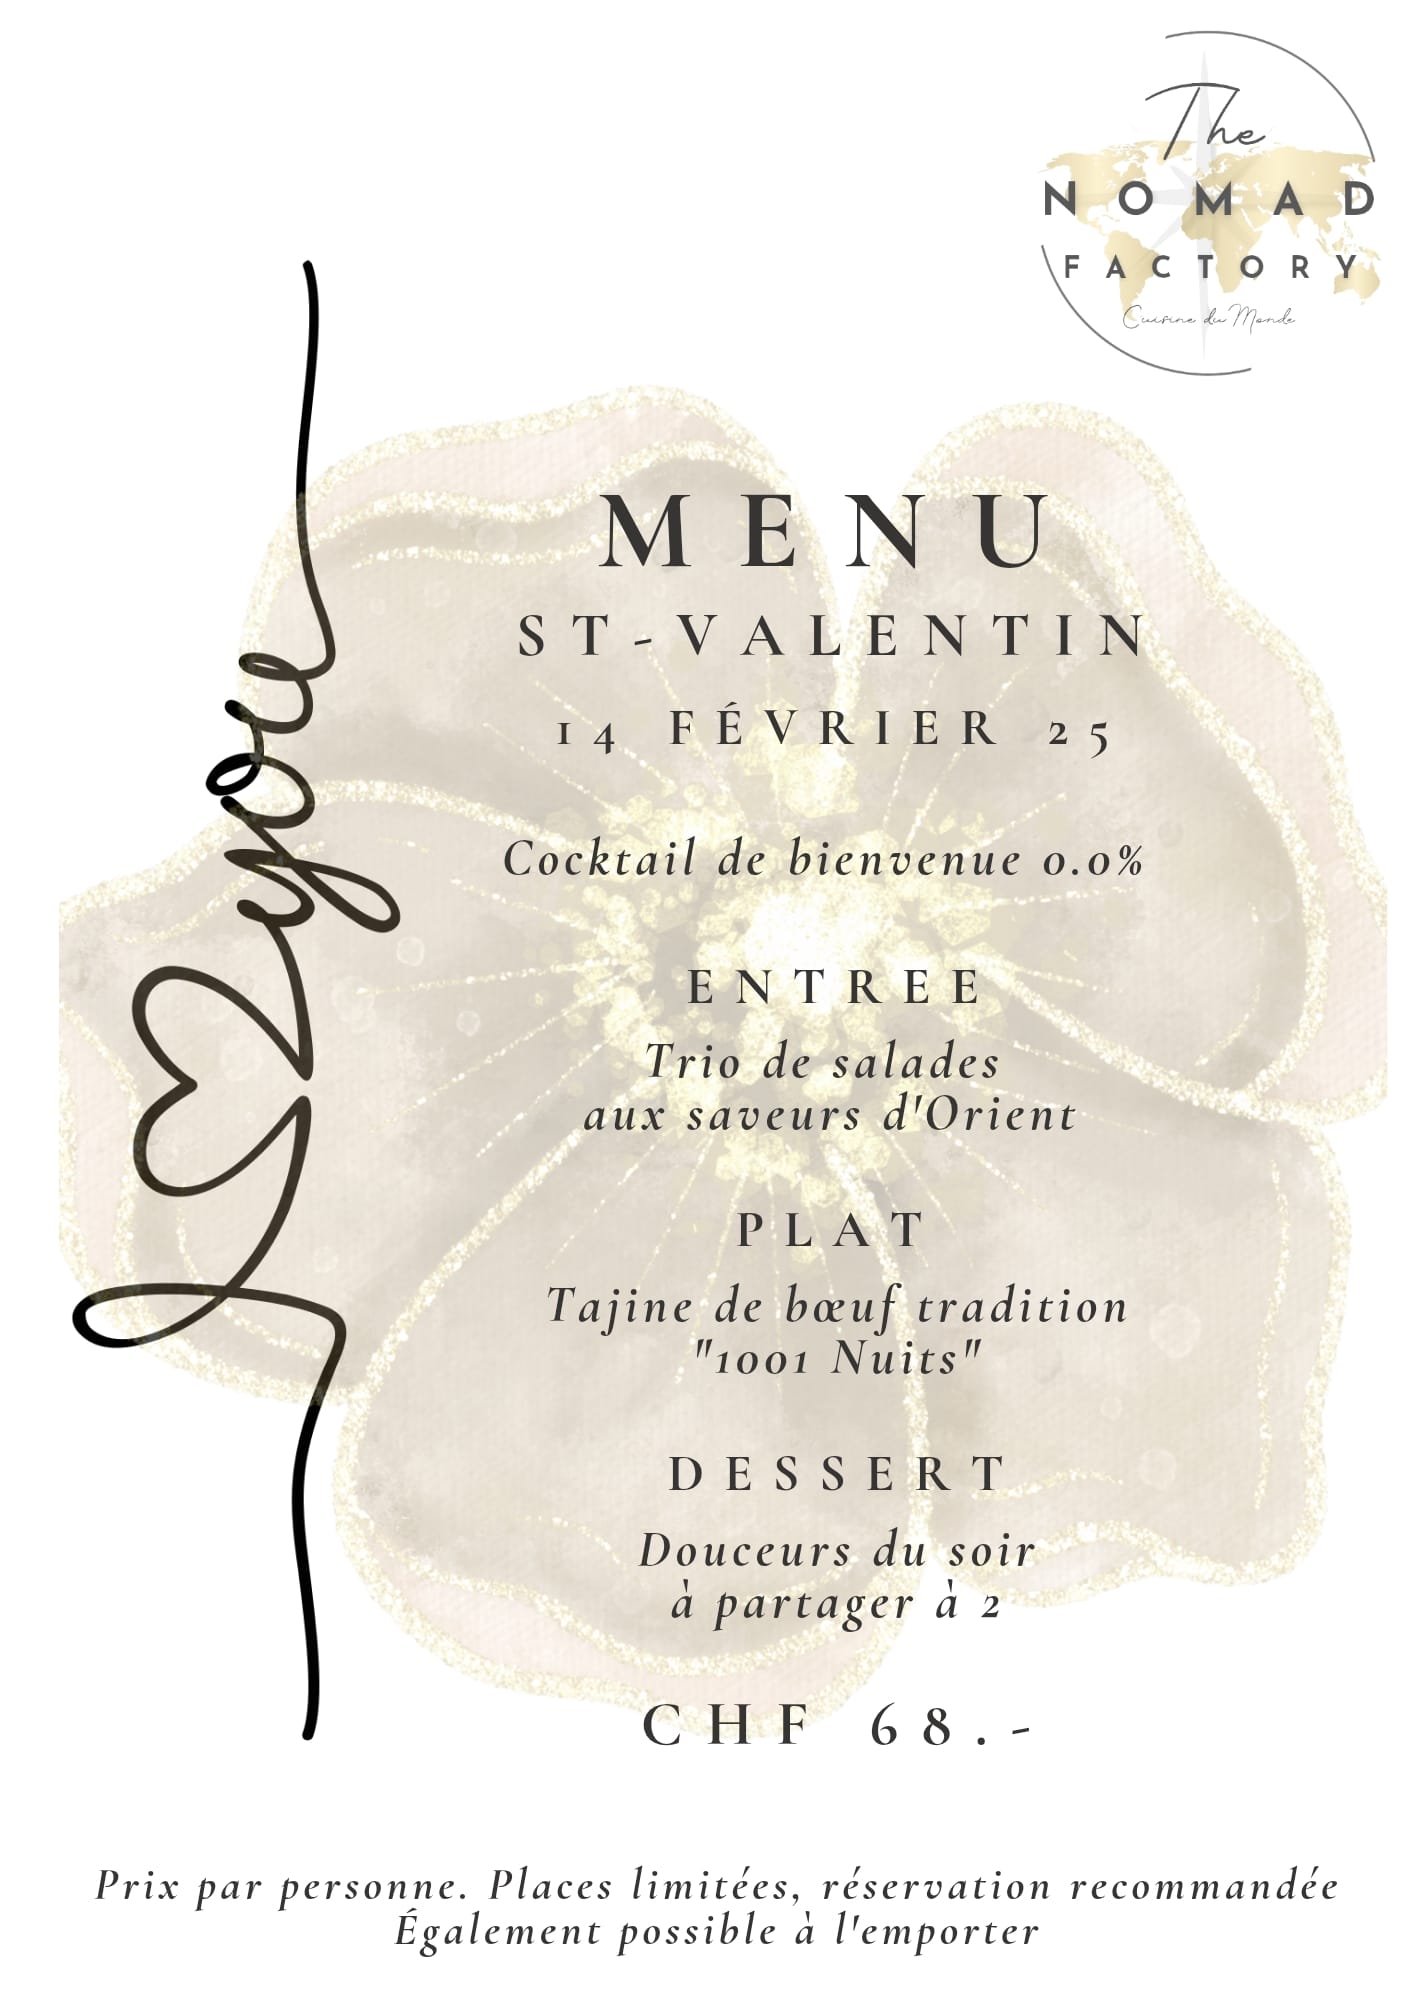 The
NOMAD
FACTORY
Cuisine du Monde
I you
MENU
ST-VALENTIN
14 FÉVRIER 25
Cocktail de bienvenue 0.0%
ENTREE
Trio de salades
aux saveurs d'Orient
PLAT
Tajine de bœuf tradition
"1001 Nuits"
DESSERT
Douceurs du soir
à partager à 2
CHF 68.-
Prix par personne. Places limitées, réservation recommandée
Également possible à l'emporter